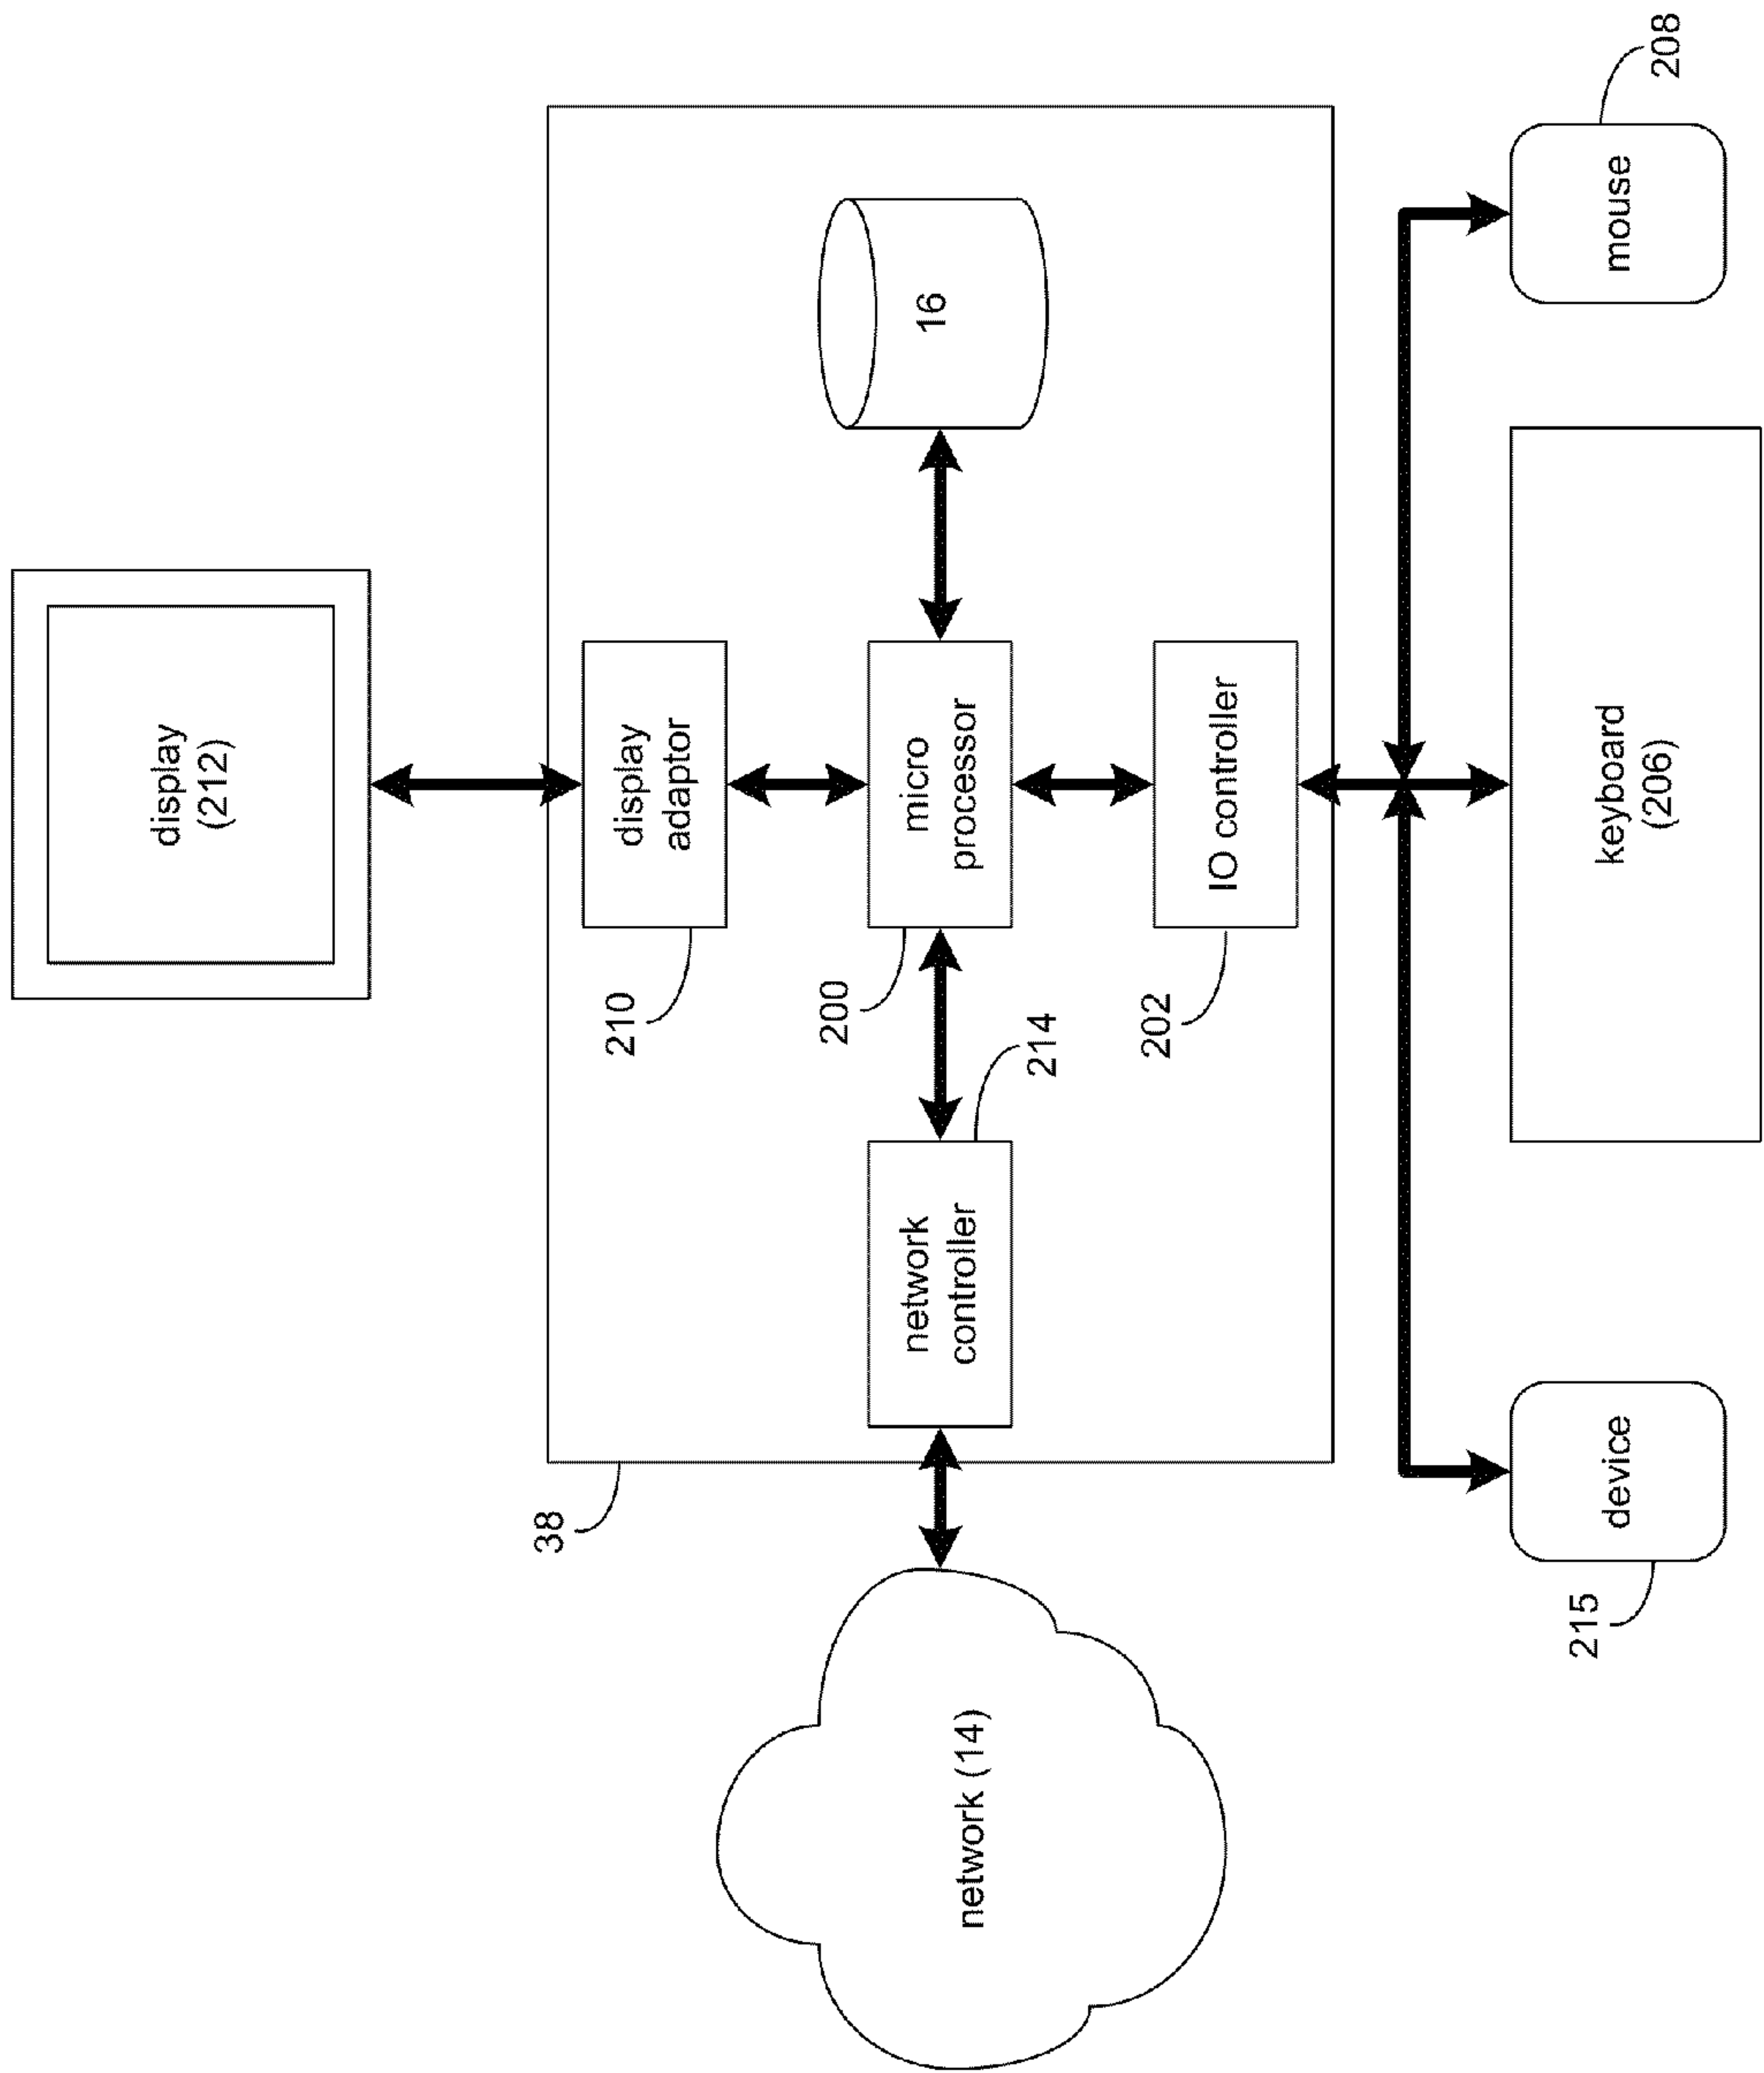 display
(212)
display
adaptor
210
micro
processor
200
16
network
controller
214
IO controller
202
38
network (14)
keyboard
(206)
mouse
208
device
215